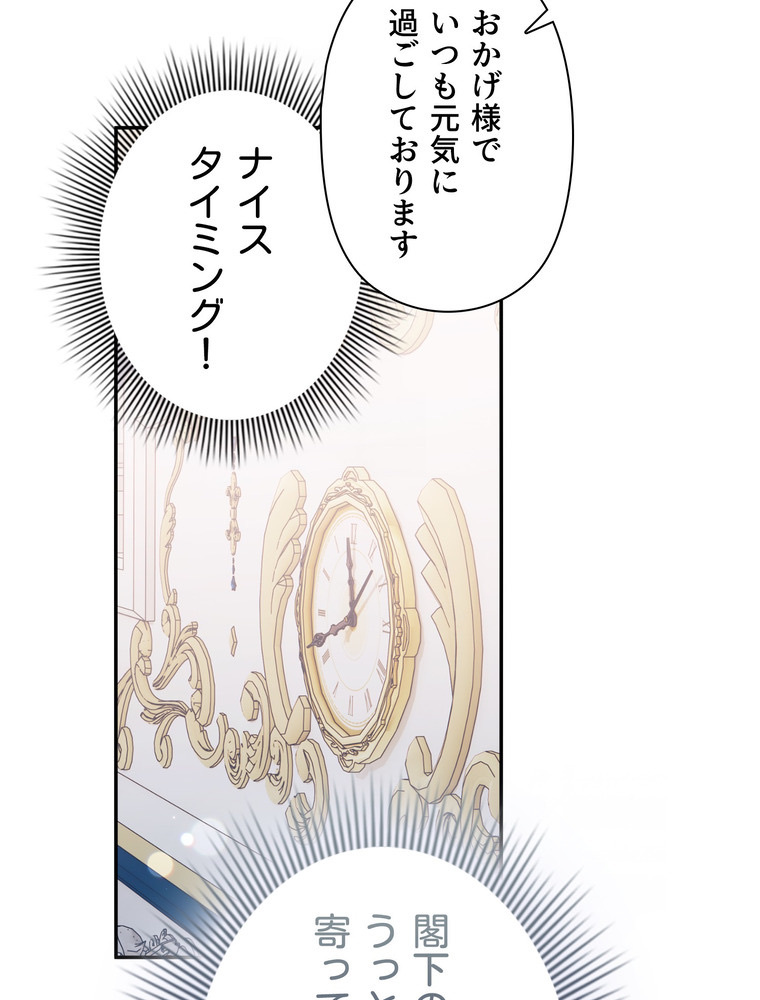 おかげ様で
いつも元気に
過ごしております
ナイス
タイミング！
閣下の
うっと
寄って